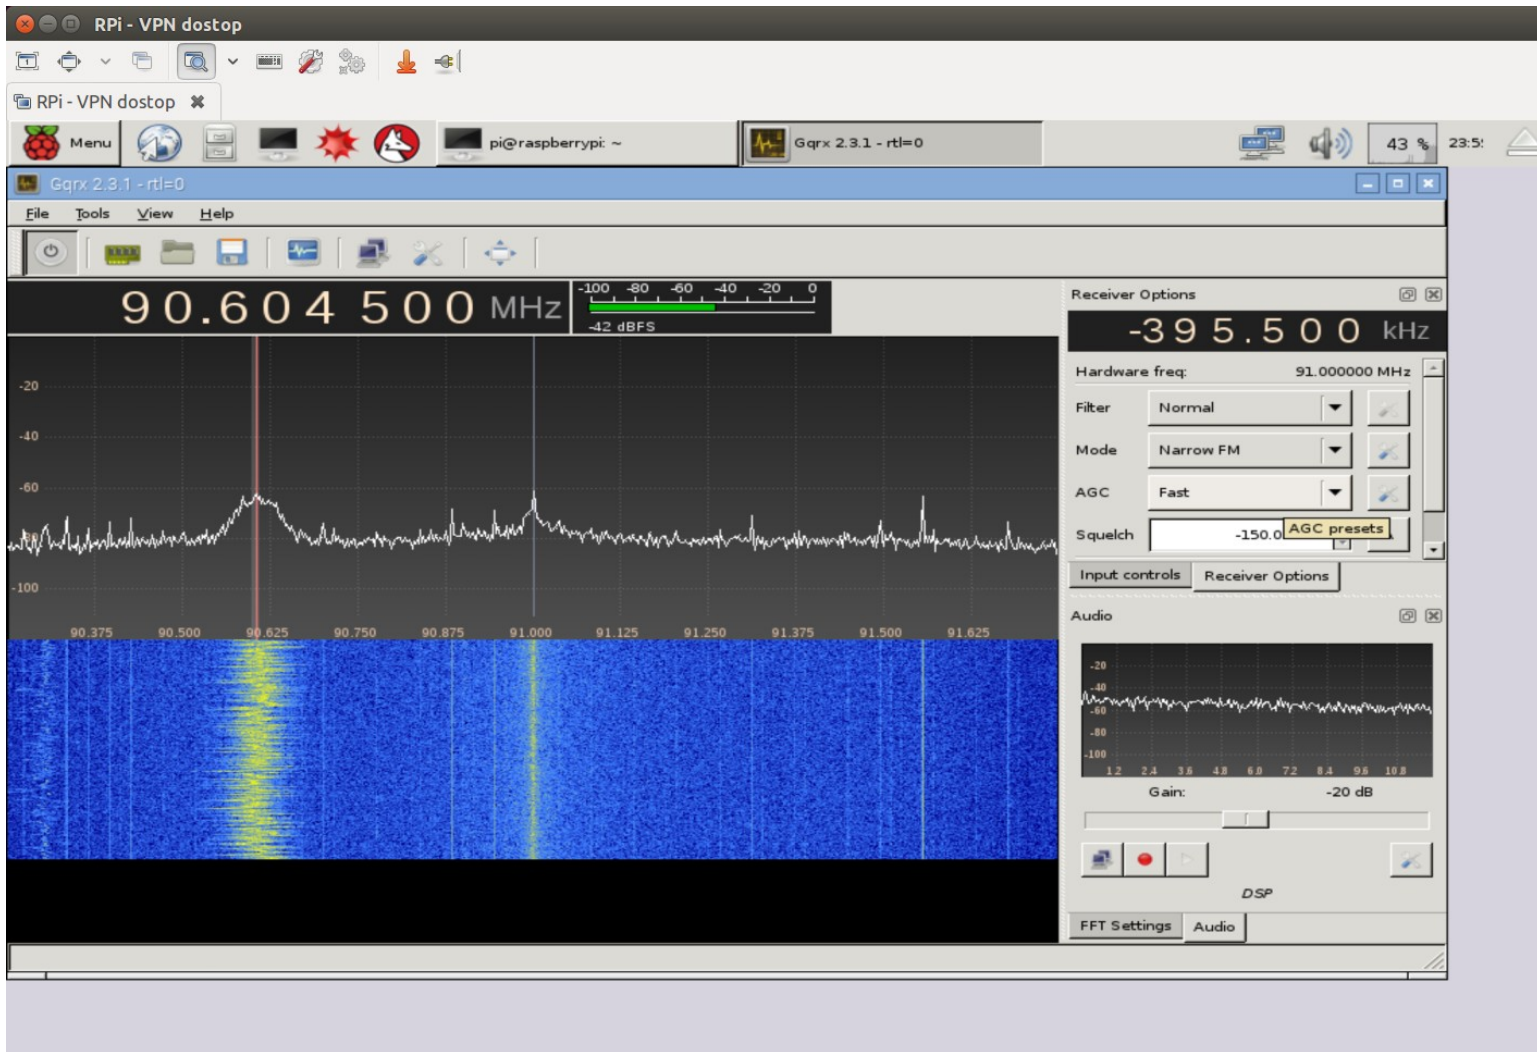 RPi - VPN dostop
RPi - VPN dostop
Menu
pi@raspberrypi: ~
Gqrx 2.3.1 - rtl=0
43 %
23:5
Gqrx 2.3.1 - rtl=0
File Tools View Help
90.604 500 MHz
-100 -80 -60 -40 -20 0
-42 dBFS
-20
-40
-60
-80
-100
90.375 90.500 90.625 90.750 90.875 91.000 91.125 91.250 91.375 91.500 91.625
Receiver Options
-395.500 kHz
Hardware freq: 91.000000 MHz
Filter Normal
Mode Narrow FM
AGC Fast
AGC presets
Squelch -150.0
Input controls Receiver Options
Audio
-20
-40
-60
-80
-100
1.2 2.4 3.6 4.8 6.0 7.2 8.4 9.6 10.8
Gain: -20 dB
DSP
FFT Settings Audio